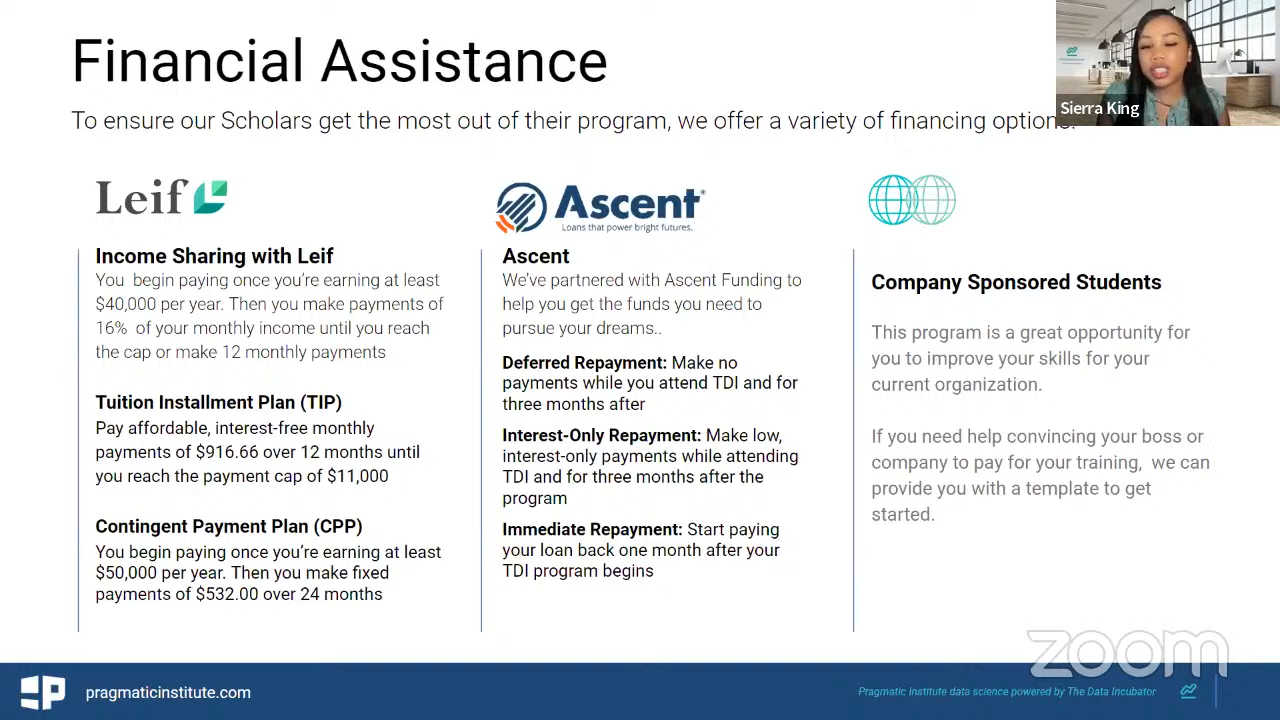 Financial Assistance
To ensure our Scholars get the most out of their program, we offer a variety of financing options.
Sierra King
Leif
Income Sharing with Leif
You begin paying once you're earning at least
$40,000 per year. Then you make payments of
16% of your monthly income until you reach
the cap or make 12 monthly payments
Tuition Installment Plan (TIP)
Pay affordable, interest-free monthly
payments of $916.66 over 12 months until
you reach the payment cap of $11,000
Contingent Payment Plan (CPP)
You begin paying once you're earning at least
$50,000 per year. Then you make fixed
payments of $532.00 over 24 months
Ascent®
Loans that power bright futures.
Ascent
We've partnered with Ascent Funding to
help you get the funds you need to
pursue your dreams..
Deferred Repayment: Make no
payments while you attend TDI and for
three months after
Interest-Only Repayment: Make low,
interest-only payments while attending
TDI and for three months after the
program
Immediate Repayment: Start paying
your loan back one month after your
TDI program begins
Company Sponsored Students
This program is a great opportunity for
you to improve your skills for your
current organization.
If you need help convincing your boss or
company to pay for your training, we can
provide you with a template to get
started.
zoom
pragmaticinstitute.com
Pragmatic Institute data science powered by The Data Incubator